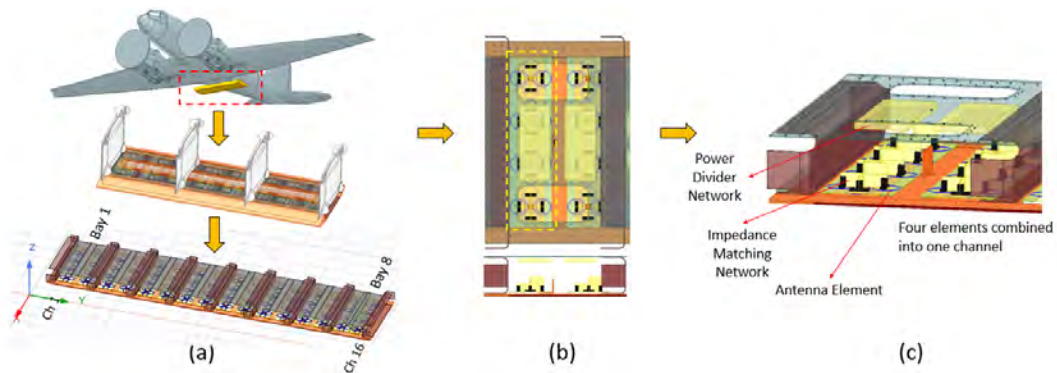 Bay 1
Bay 8
Z
Y
X
Ch 1
Ch 16
(a)
(b)
Power
Divider
Network
Impedance
Matching
Network
Antenna Element
Four elements combined
into one channel
(c)